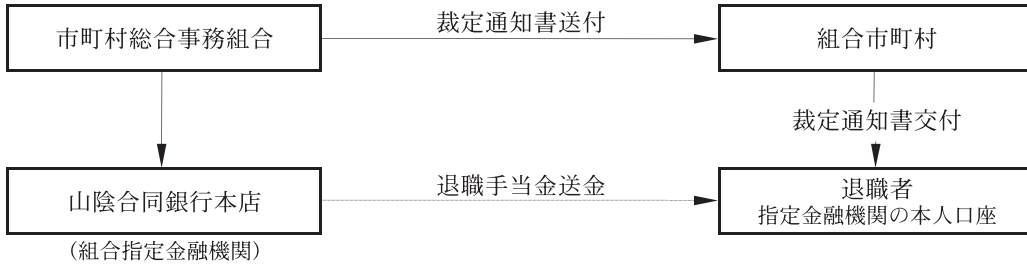 市町村総合事務組合
裁定通知書送付
組合市町村
裁定通知書交付
山陰合同銀行本店
(組合指定金融機関)
退職手当金送金
退職者
指定金融機関の本人口座